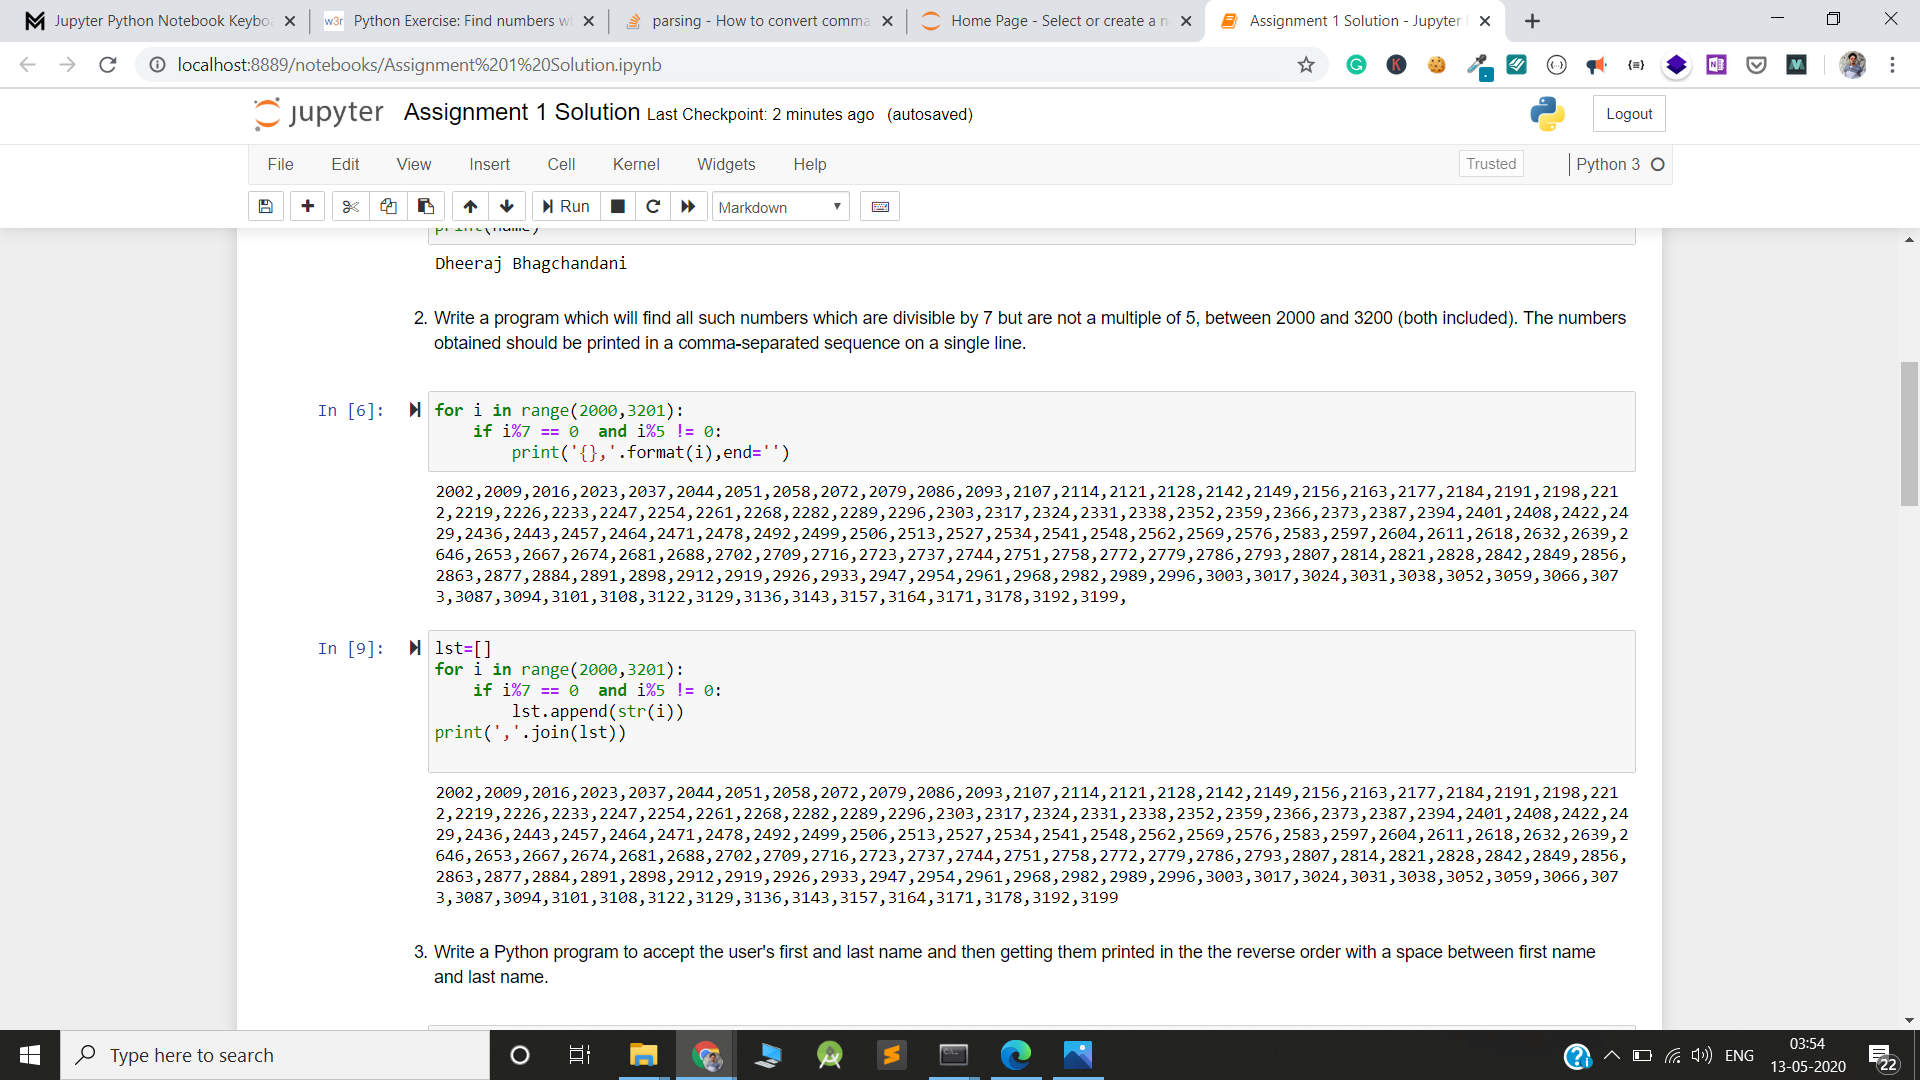 Jupyter Python Notebook Keybo
Python Exercise: Find numbers w
parsing - How to convert comma
Home Page - Select or create a n
Assignment 1 Solution - Jupyter
localhost:8889/notebooks/Assignment%201%20Solution.ipynb
jupyter Assignment 1 Solution Last Checkpoint: 2 minutes ago (autosaved)
Logout
File Edit View Insert Cell Kernel Widgets Help
Trusted
Python 3
Run
Markdown
print(name)
Dheeraj Bhagchandani
2. Write a program which will find all such numbers which are divisible by 7 but are not a multiple of 5, between 2000 and 3200 (both included). The numbers
obtained should be printed in a comma-separated sequence on a single line.
In [6]:
for i in range(2000,3201):
    if i%7 == 0  and i%5 != 0:
        print('{},'.format(i),end='')
2002,2009,2016,2023,2037,2044,2051,2058,2072,2079,2086,2093,2107,2114,2121,2128,2142,2149,2156,2163,2177,2184,2191,2198,221
2,2219,2226,2233,2247,2254,2261,2268,2282,2289,2296,2303,2317,2324,2331,2338,2352,2359,2366,2373,2387,2394,2401,2408,2422,24
29,2436,2443,2457,2464,2471,2478,2492,2499,2506,2513,2527,2534,2541,2548,2562,2569,2576,2583,2597,2604,2611,2618,2632,2639,2
646,2653,2667,2674,2681,2688,2702,2709,2716,2723,2737,2744,2751,2758,2772,2779,2786,2793,2807,2814,2821,2828,2842,2849,2856,
2863,2877,2884,2891,2898,2912,2919,2926,2933,2947,2954,2961,2968,2982,2989,2996,3003,3017,3024,3031,3038,3052,3059,3066,307
3,3087,3094,3101,3108,3122,3129,3136,3143,3157,3164,3171,3178,3192,3199,
In [9]:
lst=[]
for i in range(2000,3201):
    if i%7 == 0  and i%5 != 0:
        lst.append(str(i))
print(','.join(lst))
2002,2009,2016,2023,2037,2044,2051,2058,2072,2079,2086,2093,2107,2114,2121,2128,2142,2149,2156,2163,2177,2184,2191,2198,221
2,2219,2226,2233,2247,2254,2261,2268,2282,2289,2296,2303,2317,2324,2331,2338,2352,2359,2366,2373,2387,2394,2401,2408,2422,24
29,2436,2443,2457,2464,2471,2478,2492,2499,2506,2513,2527,2534,2541,2548,2562,2569,2576,2583,2597,2604,2611,2618,2632,2639,2
646,2653,2667,2674,2681,2688,2702,2709,2716,2723,2737,2744,2751,2758,2772,2779,2786,2793,2807,2814,2821,2828,2842,2849,2856,
2863,2877,2884,2891,2898,2912,2919,2926,2933,2947,2954,2961,2968,2982,2989,2996,3003,3017,3024,3031,3038,3052,3059,3066,307
3,3087,3094,3101,3108,3122,3129,3136,3143,3157,3164,3171,3178,3192,3199
3. Write a Python program to accept the user's first and last name and then getting them printed in the the reverse order with a space between first name
and last name.
Type here to search
ENG
03:54
13-05-2020
22